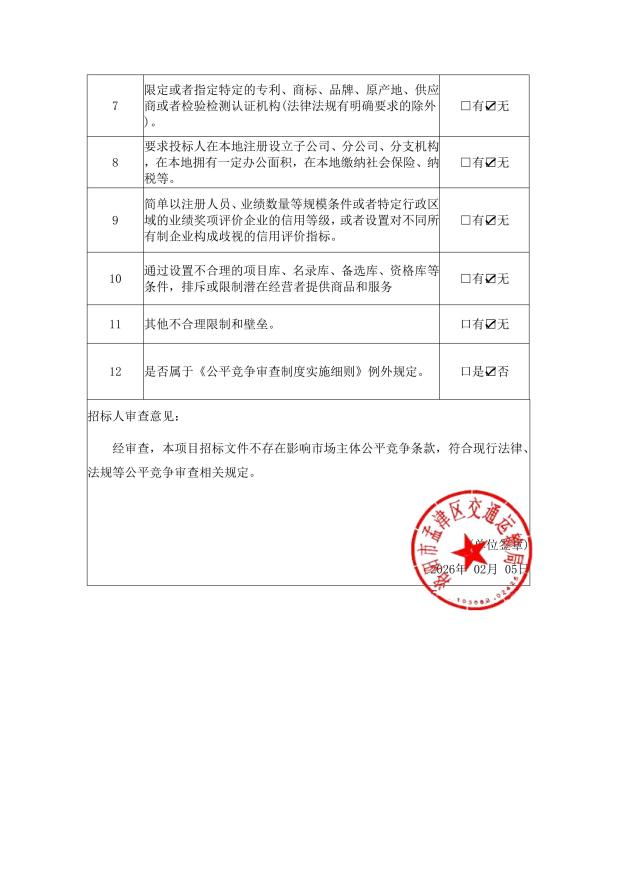 7
限定或者指定特定的专利、商标、品牌、原产地、供应
商或者检验检测认证机构(法律法规有明确要求的除外
)。
□有☑无
8
要求投标人在本地注册设立子公司、分公司、分支机构
,在本地拥有一定办公面积,在本地缴纳社会保险、纳
税等。
□有☑无
9
简单以注册人员、业绩数量等规模条件或者特定行政区
域的业绩奖项评价企业的信用等级,或者设置对不同所
有制企业构成歧视的信用评价指标。
□有☑无
10
通过设置不合理的项目库、名录库、备选库、资格库等
条件,排斥或限制潜在经营者提供商品和服务
□有☑无
11
其他不合理限制和壁垒。
口有☑无
12
是否属于《公平竞争审查制度实施细则》例外规定。
口是☑否
招标人审查意见:
经审查,本项目招标文件不存在影响市场主体公平竞争条款,符合现行法律、
法规等公平竞争审查相关规定。
(单位签章)
2026年 02月 05日
洛阳市孟津区交通运输局